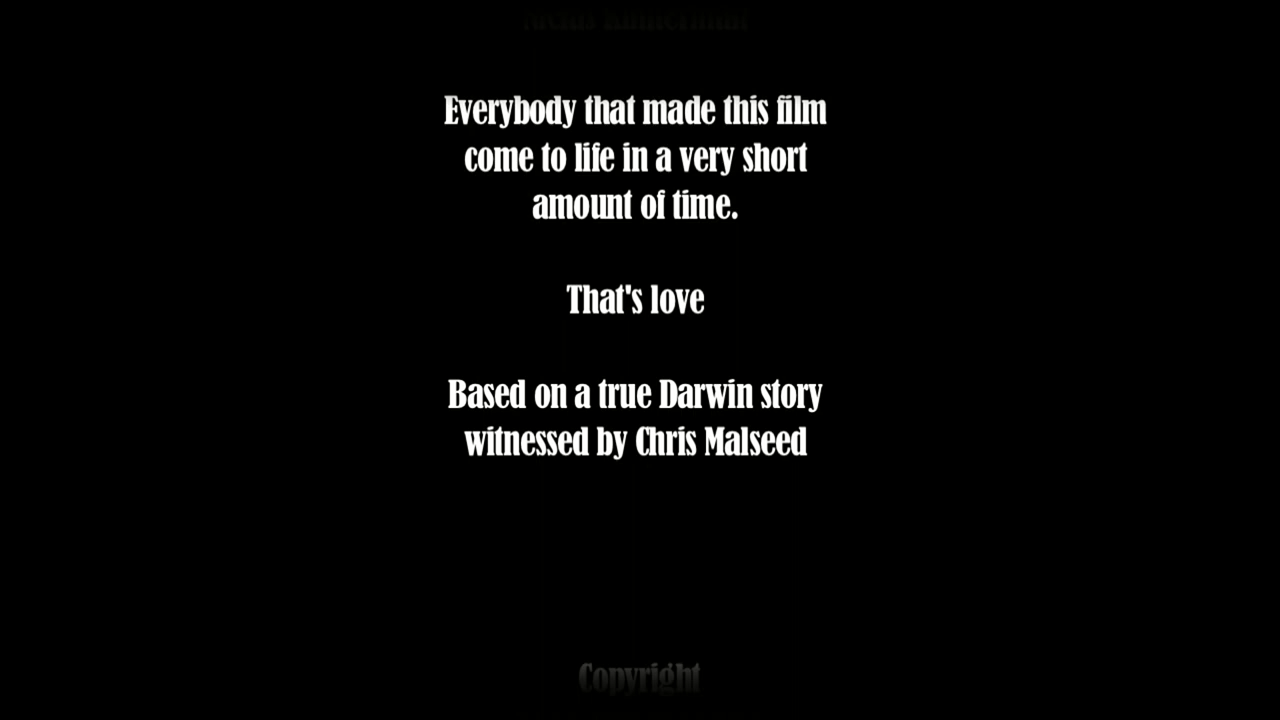 Everybody that made this film
come to life in a very short
amount of time.
That's love
Based on a true Darwin story
witnessed by Chris Malseed
Copyright